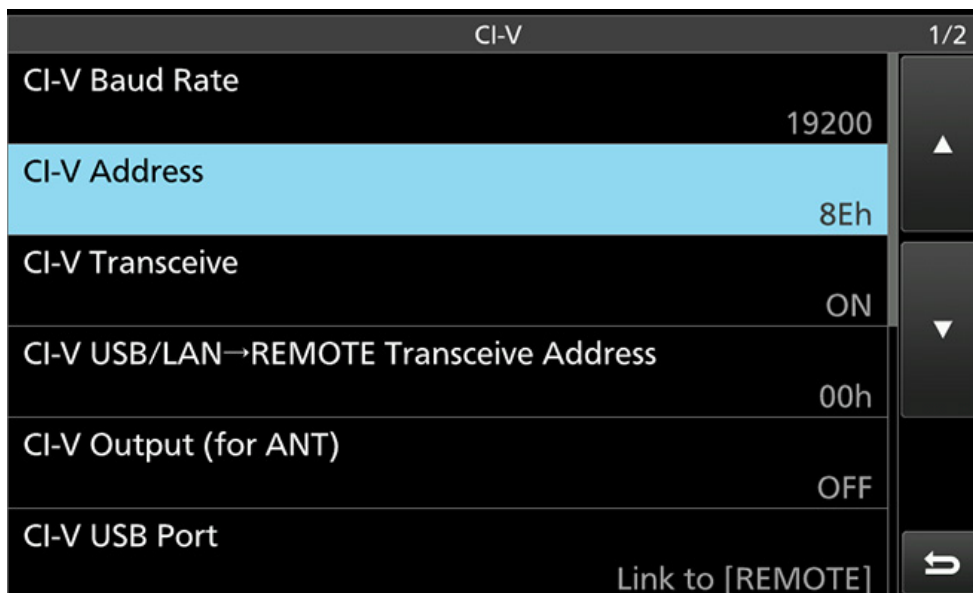 CI-V
1/2
CI-V Baud Rate
19200
CI-V Address
8Eh
CI-V Transceive
ON
CI-V USB/LAN→REMOTE Transceive Address
00h
CI-V Output (for ANT)
OFF
CI-V USB Port
Link to [REMOTE]